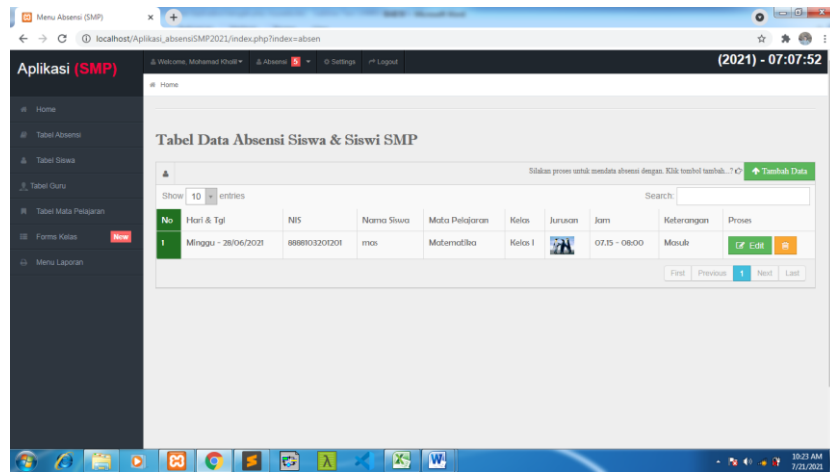 Menu Absensi (SMP)
localhost/Aplikasi_absensiSMP2021/index.php?index=absen
Aplikasi (SMP)
Welcome, Mohamad Kholil
Absensi 5
Settings
Logout
(2021) - 07:07:52
Home
Home
Tabel Absensi
Tabel Siswa
Tabel Guru
Tabel Mata Pelajaran
Forms Kelas New
Menu Laporan
Tabel Data Absensi Siswa & Siswi SMP
Silakan proses untuk mendata absensi dengan. Klik tombol tambah...?
Tambah Data
Show 10 entries
Search:
No Hari & Tgl NIS Nama Siswa Mata Pelajaran Kelas Jurusan Jam Keterangan Proses
1 Minggu - 28/06/2021 8888103201201 mas Matematika Kelas I 07.15 - 08:00 Masuk Edit
First Previous 1 Next Last
10:23 AM
7/21/2021